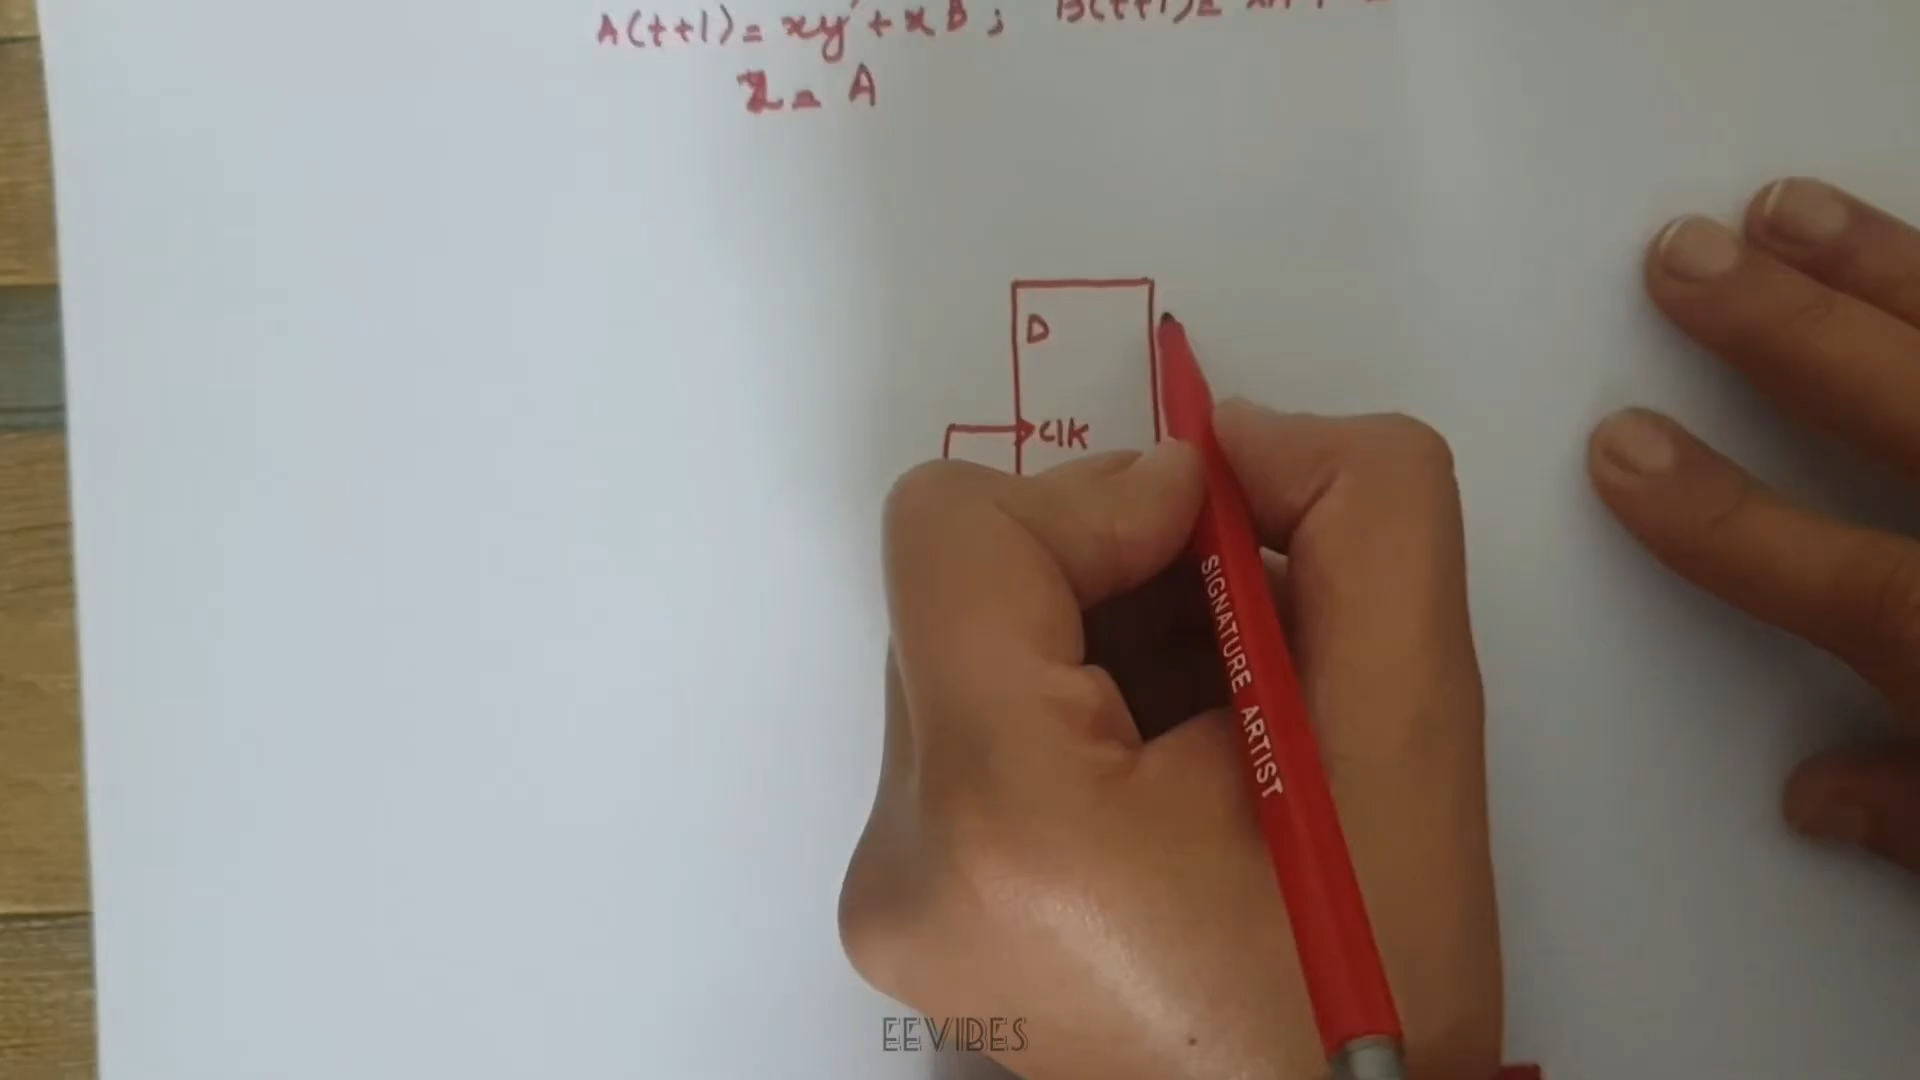 A(t+1) = xy' + xB ;
z = A
D
Clk
SIGNATURE ARTIST
EEVIBES